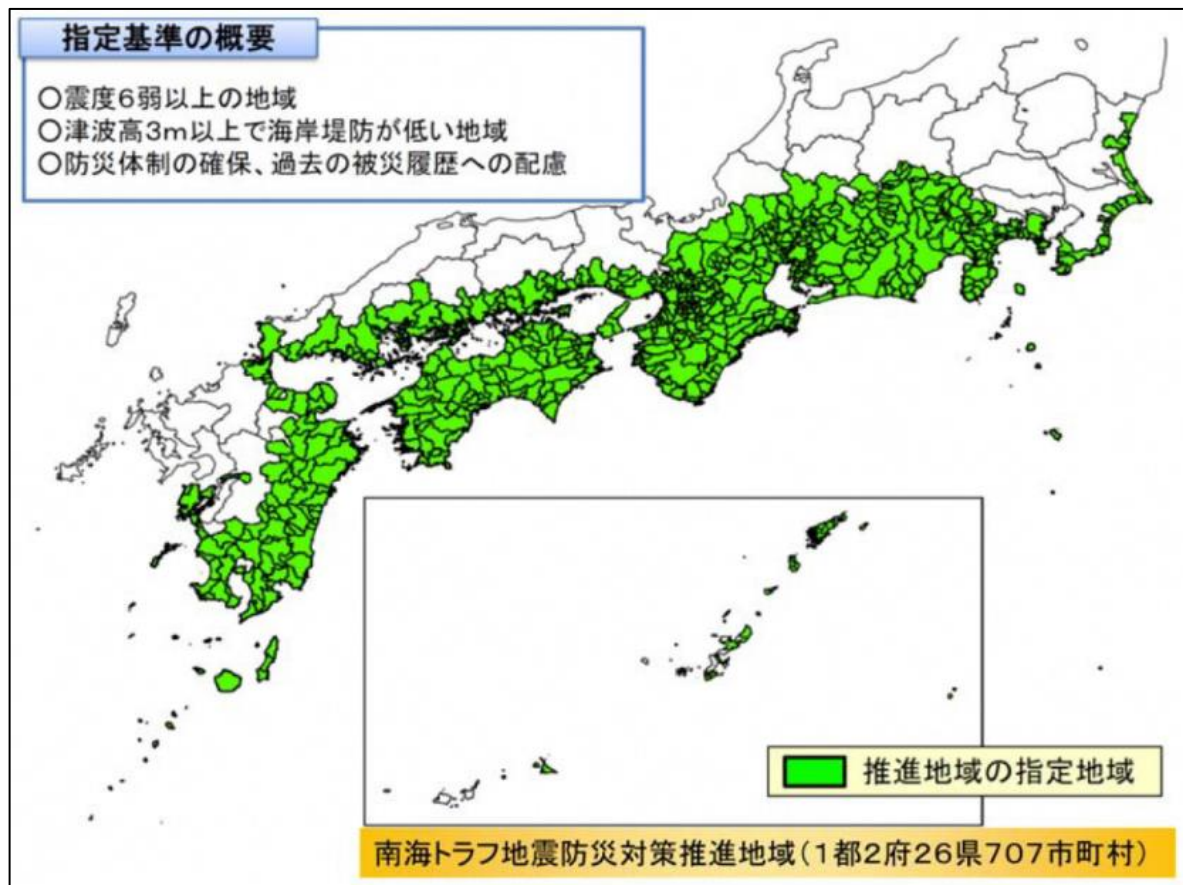 指定基準の概要
○震度6弱以上の地域
○津波高3m以上で海岸堤防が低い地域
○防災体制の確保、過去の被災履歴への配慮
推進地域の指定地域
南海トラフ地震防災対策推進地域(1都2府26県707市町村)